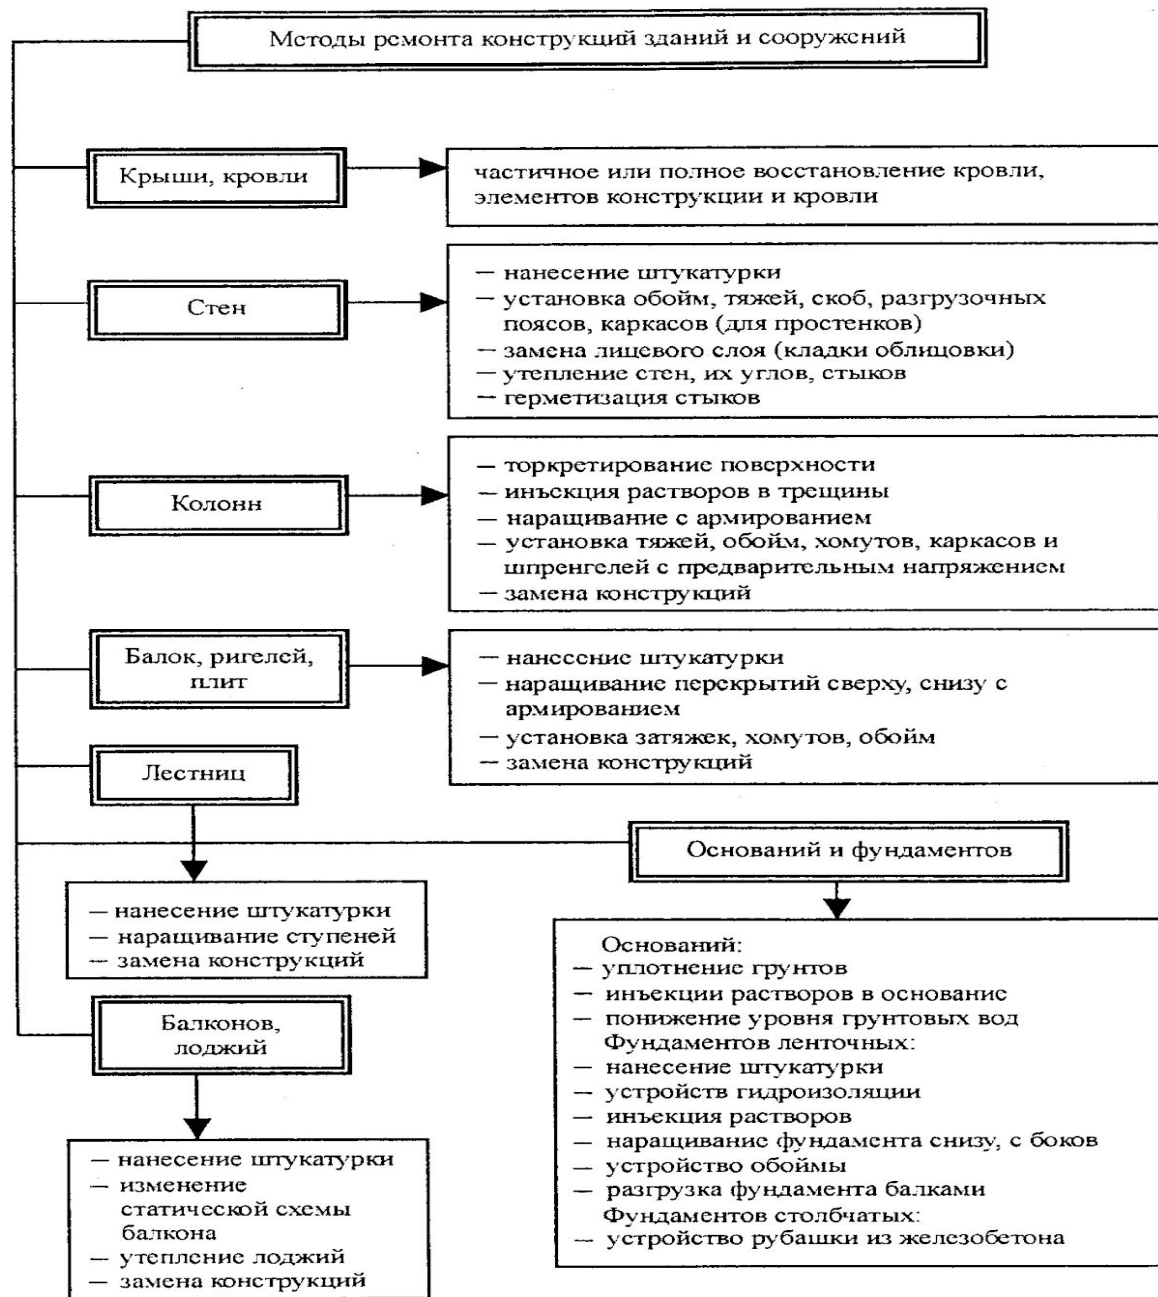 Методы ремонта конструкций зданий и сооружений
Крыши, кровли
частичное или полное восстановление кровли,
элементов конструкции и кровли
Стен
— нанесение штукатурки
— установка обойм, тяжей, скоб, разгрузочных
поясов, каркасов (для простенков)
— замена лицевого слоя (кладки облицовки)
— утепление стен, их углов, стыков
— герметизация стыков
Колонн
— торкретирование поверхности
— инъекция растворов в трещины
— наращивание с армированием
— установка тяжей, обойм, хомутов, каркасов и
шпренгелей с предварительным напряжением
— замена конструкций
Балок, ригелей,
плит
— нанесение штукатурки
— наращивание перекрытий сверху, снизу с
армированием
— установка затяжек, хомутов, обойм
— замена конструкций
Лестниц
— нанесение штукатурки
— наращивание ступеней
— замена конструкций
Балконов,
лоджий
— нанесение штукатурки
— изменение
статической схемы
балкона
— утепление лоджий
— замена конструкций
Оснований и фундаментов
Оснований:
— уплотнение грунтов
— инъекции растворов в основание
— понижение уровня грунтовых вод
Фундаментов ленточных:
— нанесение штукатурки
— устройств гидроизоляции
— инъекция растворов
— наращивание фундамента снизу, с боков
— устройство обоймы
— разгрузка фундамента балками
Фундаментов столбчатых:
— устройство рубашки из железобетона